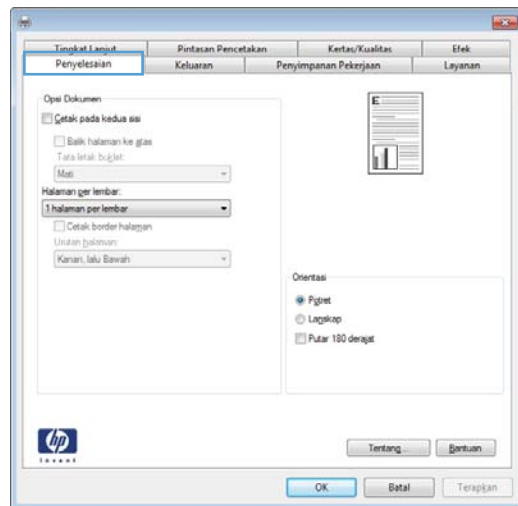 Tingkat Lanjut Pintasan Pencetakan Kertas/Kualitas Efek
Penyelesaian Keluaran Penyimpanan Pekerjaan Layanan
Opsi Dokumen
Cetak pada kedua sisi
Balik halaman ke atas
Tata letak buklet:
Mati
Halaman per lembar:
1 halaman per lembar
Cetak border halaman
Urutan halaman:
Kanan, lalu Bawah
E
Orientasi
Potret
Lanskap
Putar 180 derajat
hp
invent
Tentang... Bantuan
OK Batal Terapkan